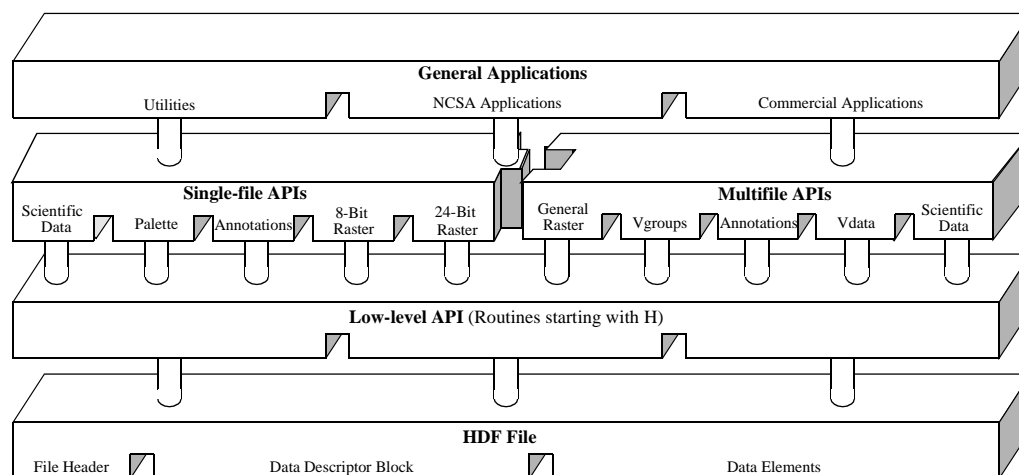 General Applications
Utilities
NCSA Applications
Commercial Applications
Single-file APIs
Multifile APIs
Scientific
Data
Palette
Annotations
8-Bit
Raster
24-Bit
Raster
General
Raster
Vgroups
Annotations
Vdata
Scientific
Data
Low-level API (Routines starting with H)
HDF File
File Header
Data Descriptor Block
Data Elements